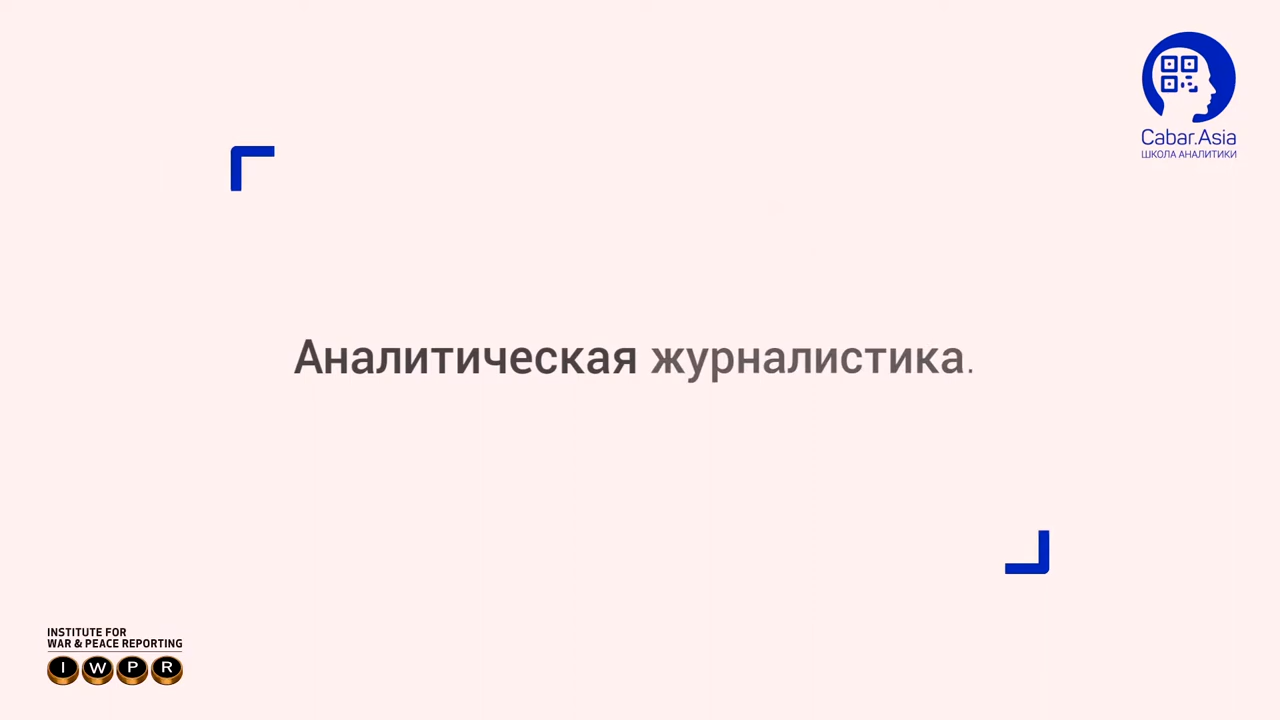 Cabar.Asia
ШКОЛА АНАЛИТИКИ
Аналитическая журналистика.
INSTITUTE FOR
WAR & PEACE REPORTING
I W P R